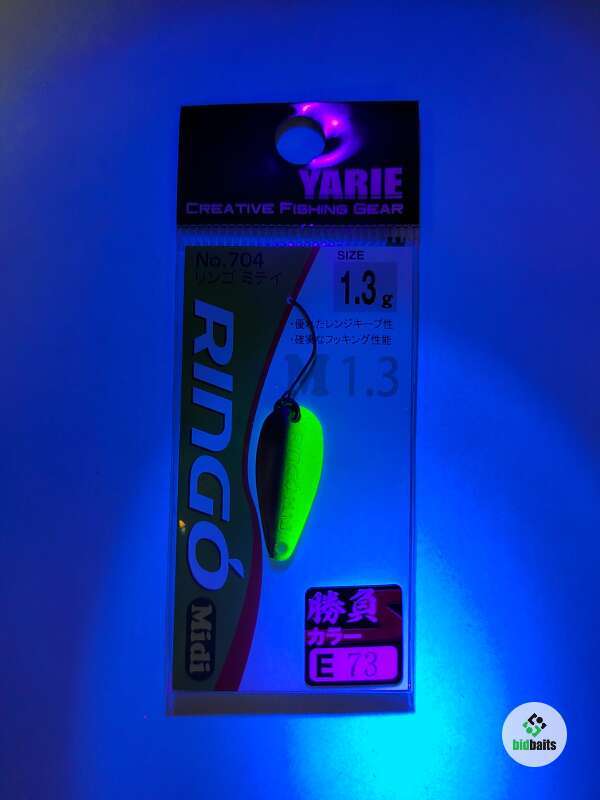 YARIE
CREATIVE FISHING GEAR
No.704
リンゴ ミディ
SIZE
1.3g
・優れたレンジキープ性
・確実なフッキング性能
M 1.3
RINGO
Midi
勝負
カラー
E 73
bidbaits